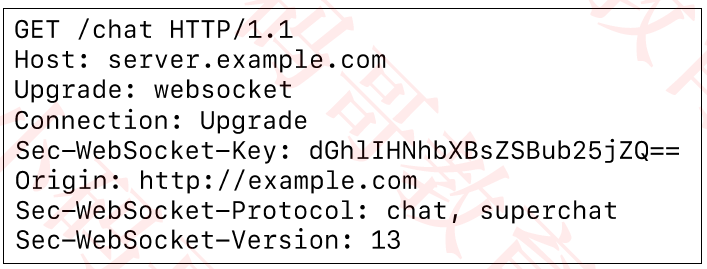 GET /chat HTTP/1.1
Host: server.example.com
Upgrade: websocket
Connection: Upgrade
Sec-WebSocket-Key: dGhlIHNhbXBsZSBub25jZQ==
Origin: http://example.com
Sec-WebSocket-Protocol: chat, superchat
Sec-WebSocket-Version: 13